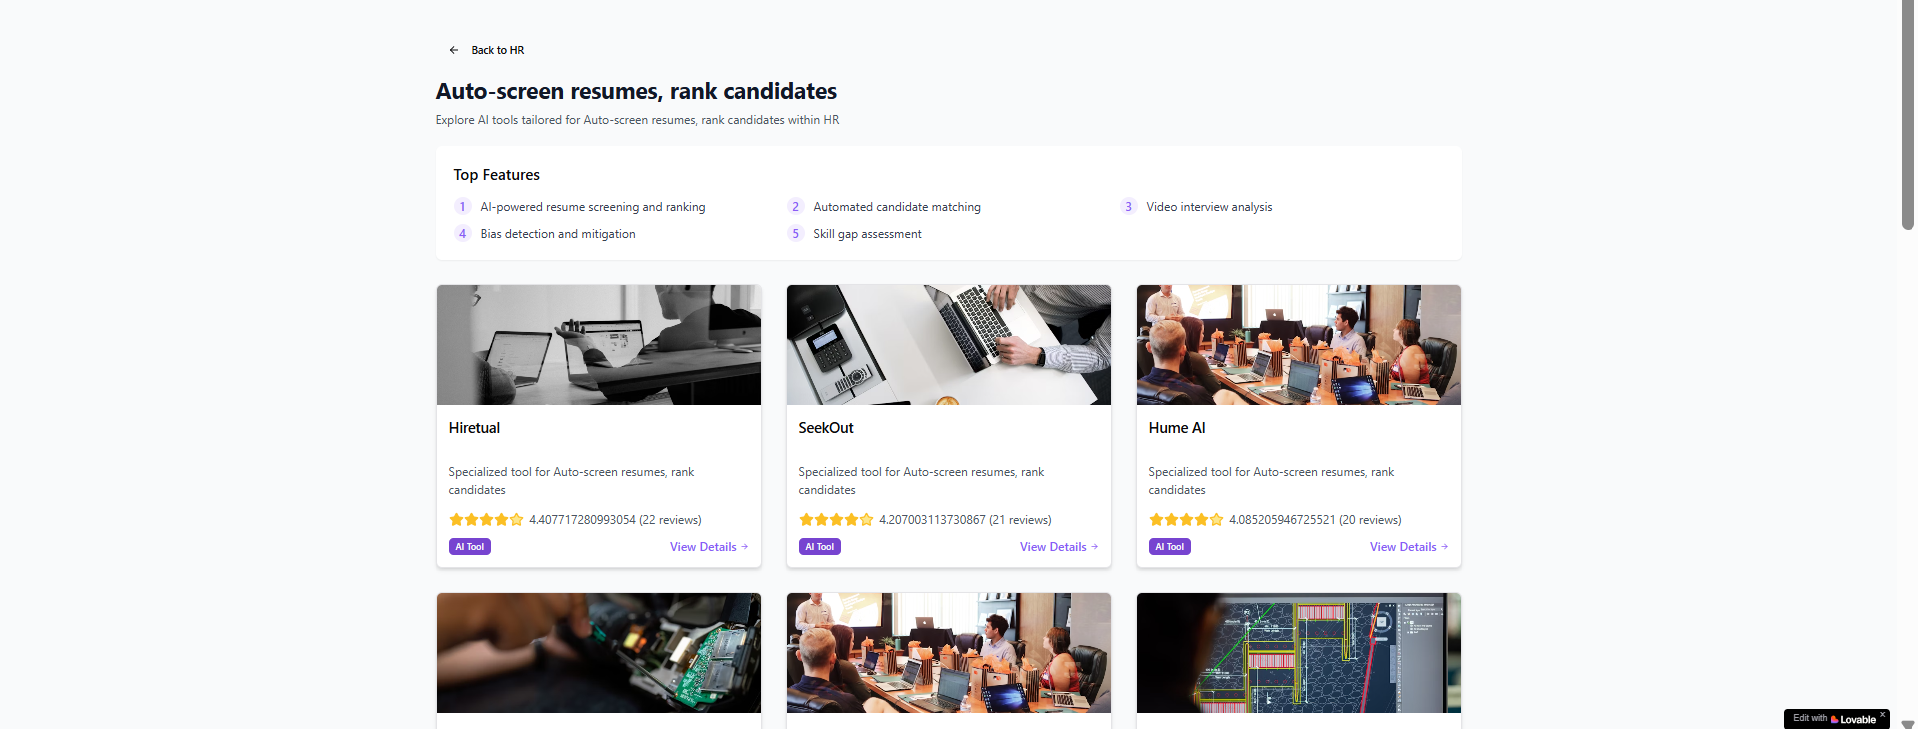 Back to HR
Auto-screen resumes, rank candidates
Explore AI tools tailored for Auto-screen resumes, rank candidates within HR
Top Features
1 AI-powered resume screening and ranking
2 Automated candidate matching
3 Video interview analysis
4 Bias detection and mitigation
5 Skill gap assessment
Hiretual
Specialized tool for Auto-screen resumes, rank
candidates
4.407717280993054 (22 reviews)
AI Tool
View Details
SeekOut
Specialized tool for Auto-screen resumes, rank
candidates
4.207003113730867 (21 reviews)
AI Tool
View Details
Hume AI
Specialized tool for Auto-screen resumes, rank
candidates
4.085205946725521 (20 reviews)
AI Tool
View Details
Edit with Lovable